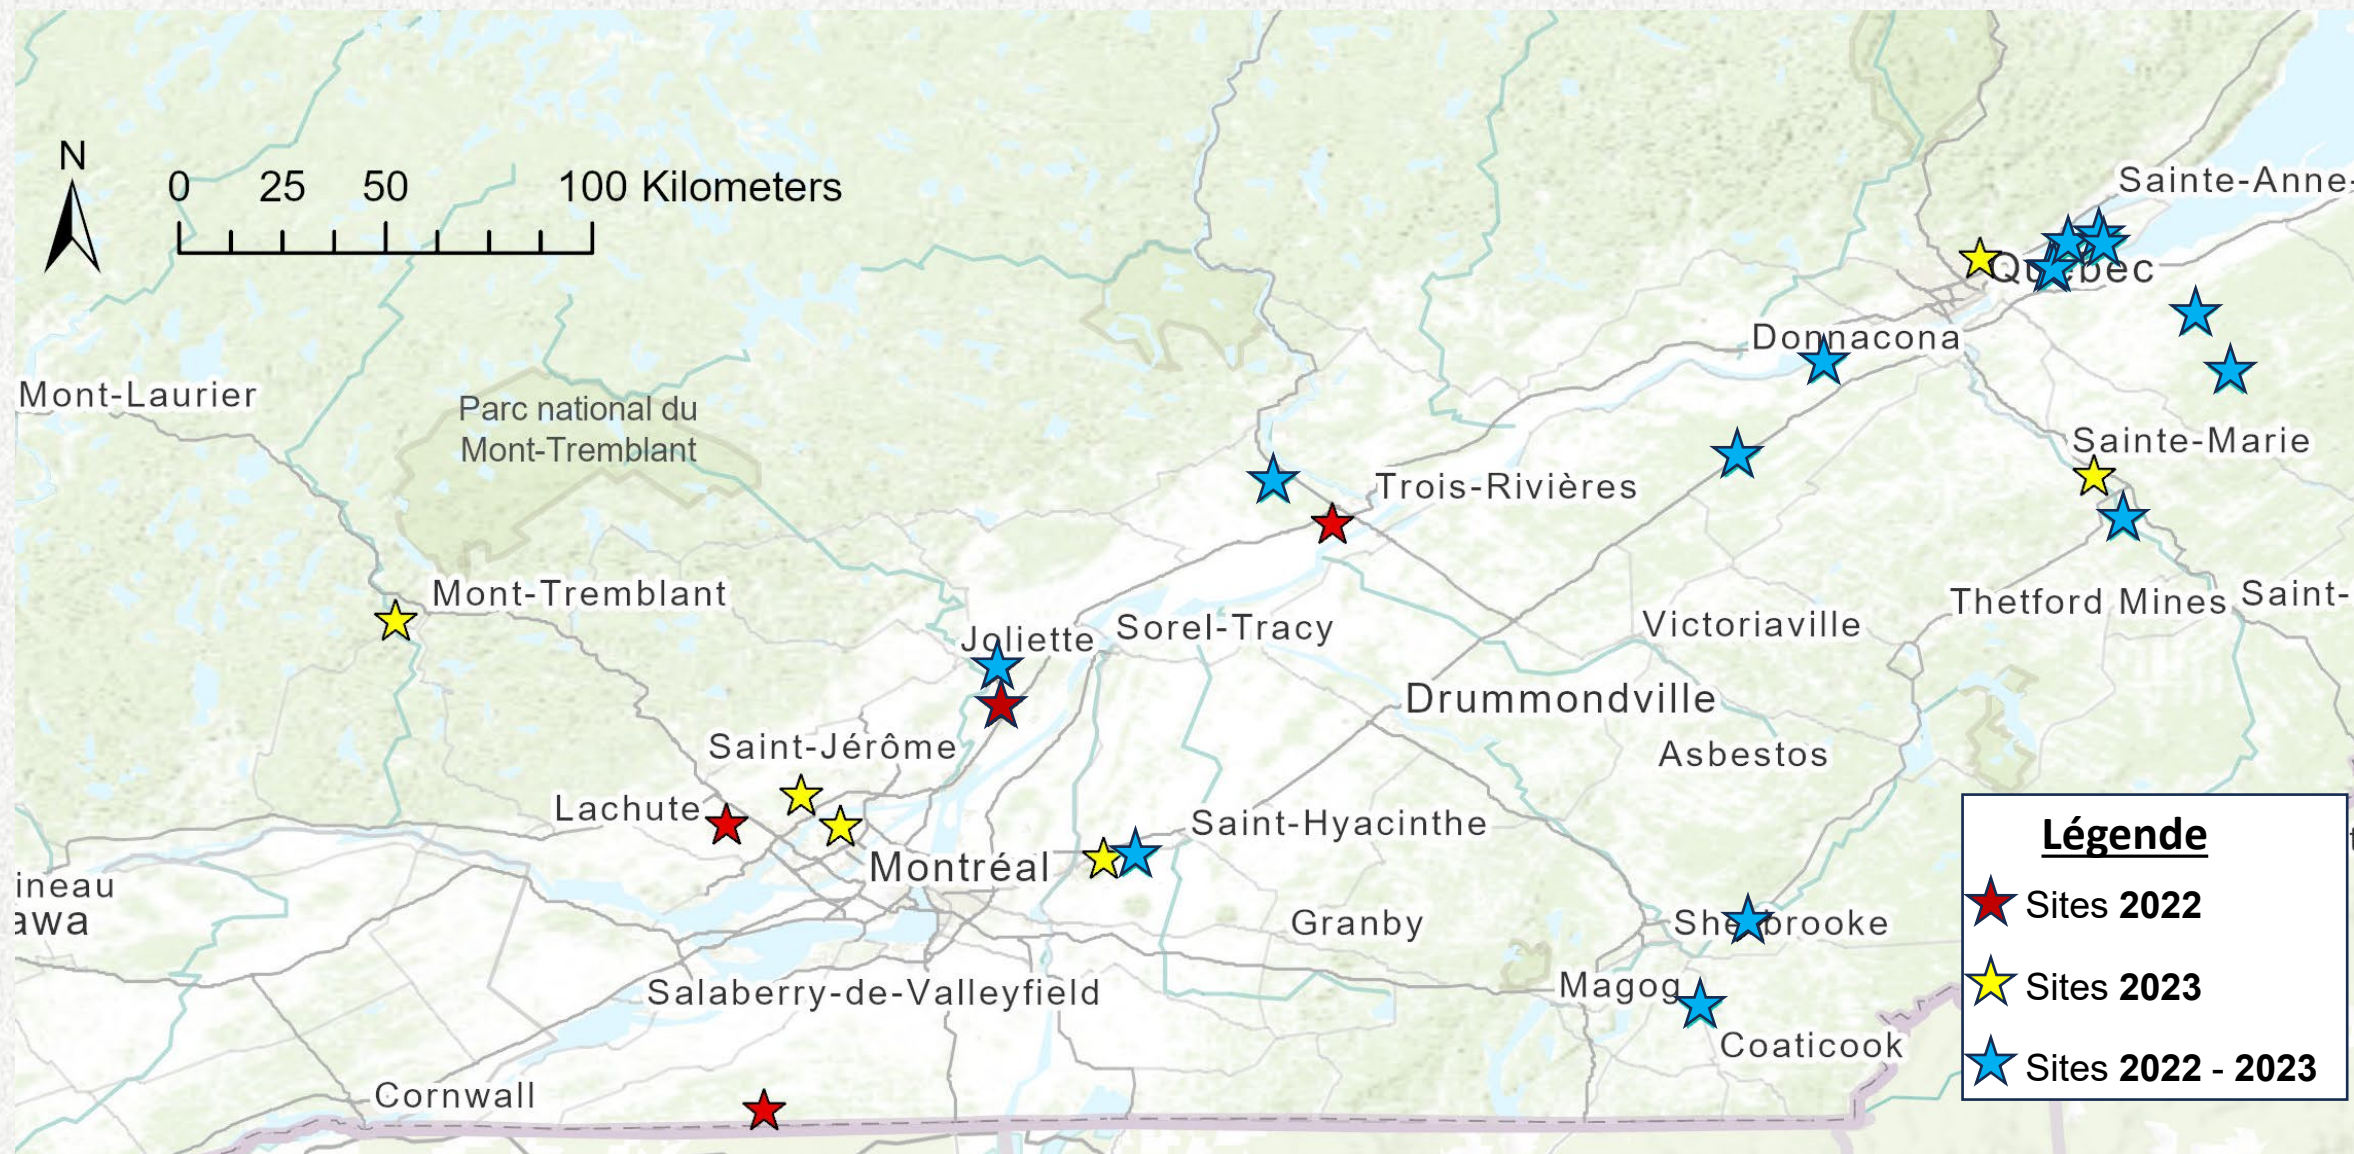 N
0 25 50 100 Kilometers
Sainte-Anne-
Québec
Donnacona
Mont-Laurier
Parc national du
Mont-Tremblant
Sainte-Marie
Trois-Rivières
Mont-Tremblant
Thetford Mines
Saint-
Joliette
Sorel-Tracy
Victoriaville
Drummondville
Saint-Jérôme
Asbestos
Lachute
Saint-Hyacinthe
Montréal
ineau
awa
Granby
Sherbrooke
Magog
Salaberry-de-Valleyfield
Coaticook
Cornwall
Légende
Sites 2022
Sites 2023
Sites 2022 - 2023